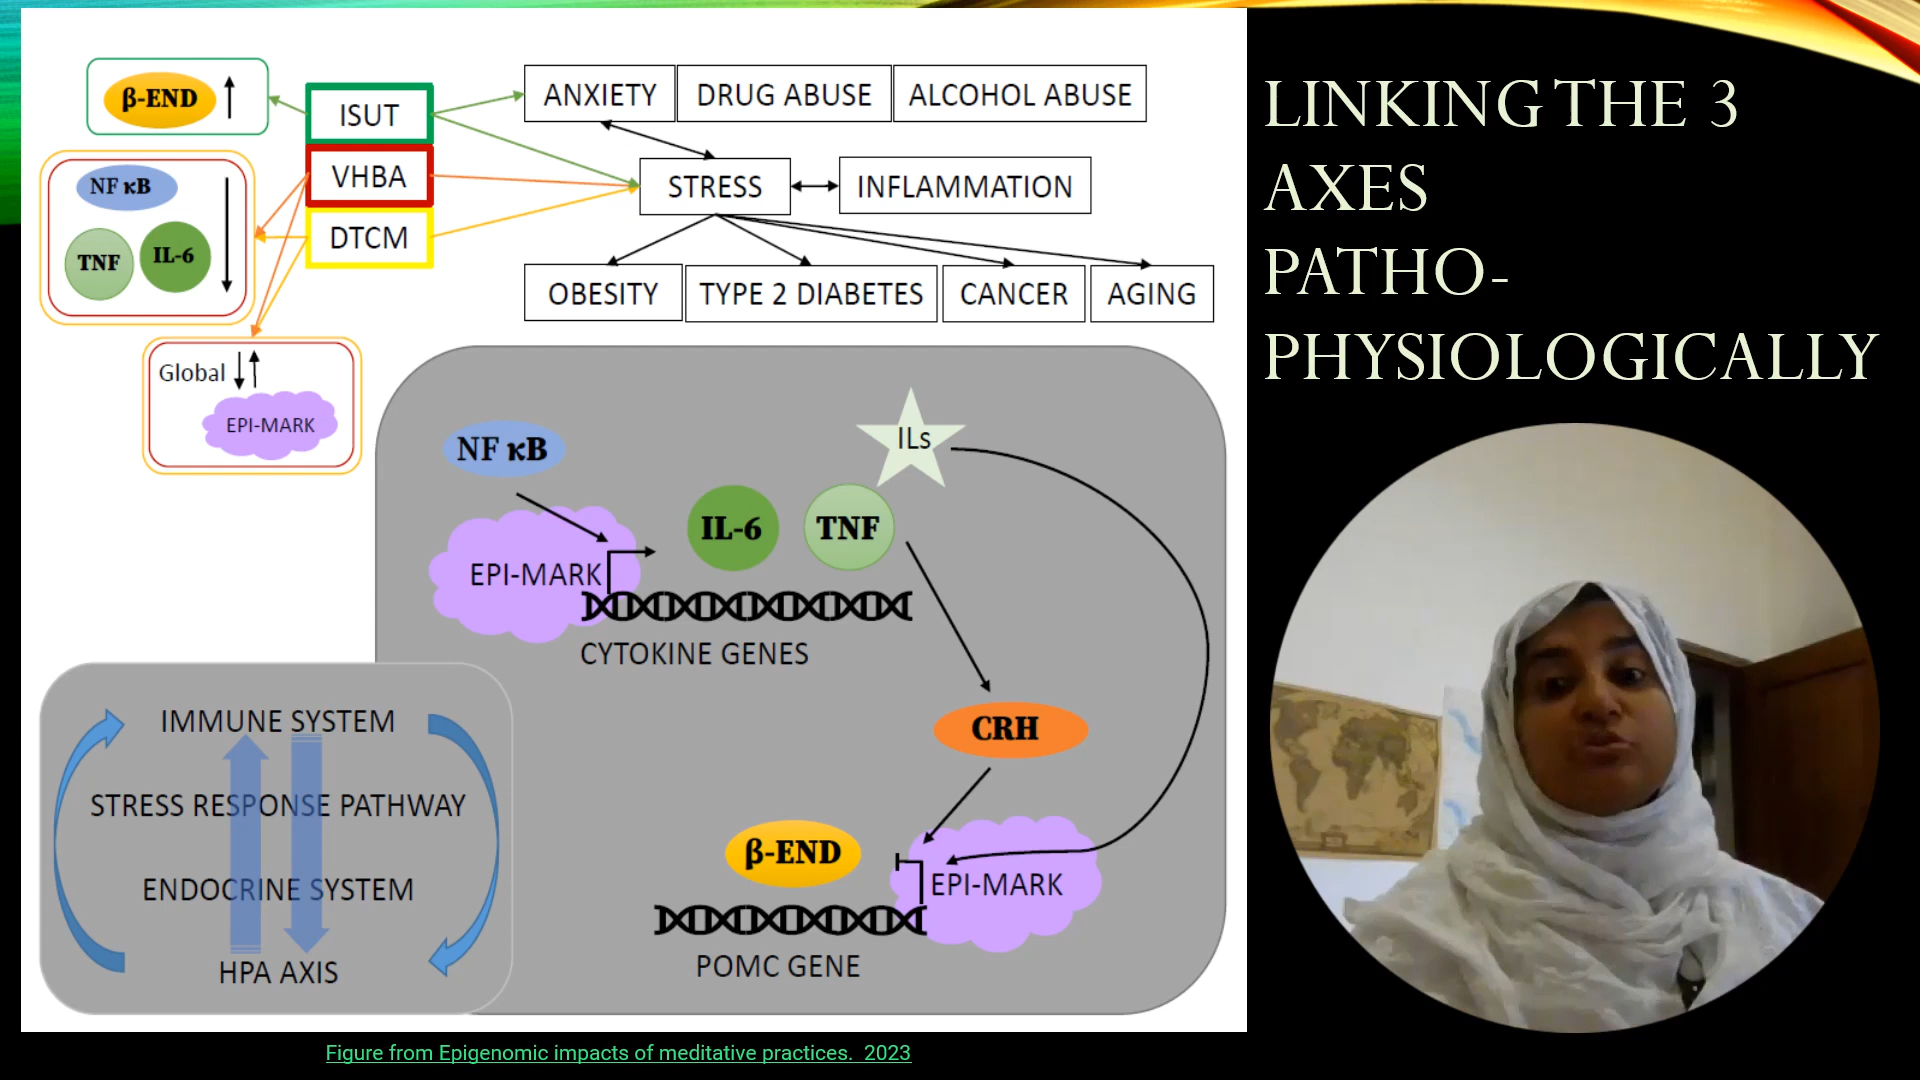 β-END
ISUT
VHBA
DTCM
NF κB
TNF
IL-6
Global
EPI-MARK
ANXIETY
DRUG ABUSE
ALCOHOL ABUSE
STRESS
INFLAMMATION
OBESITY
TYPE 2 DIABETES
CANCER
AGING
NF κB
ILs
IL-6
TNF
EPI-MARK
CYTOKINE GENES
CRH
β-END
EPI-MARK
POMC GENE
IMMUNE SYSTEM
STRESS RESPONSE PATHWAY
ENDOCRINE SYSTEM
HPA AXIS
Figure from Epigenomic impacts of meditative practices. 2023
LINKING THE 3
AXES
PATHO-
PHYSIOLOGICALLY